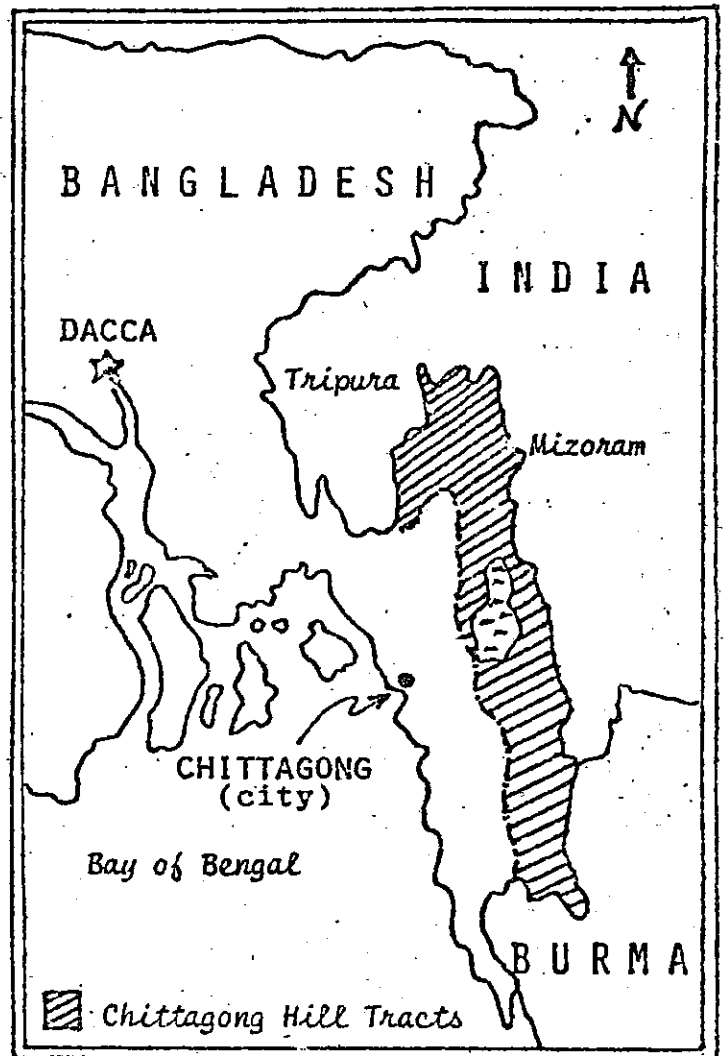 N
BANGLADESH
INDIA
DACCA
Tripura
Mizoram
CHITTAGONG
(city)
Bay of Bengal
BURMA
Chittagong Hill Tracts